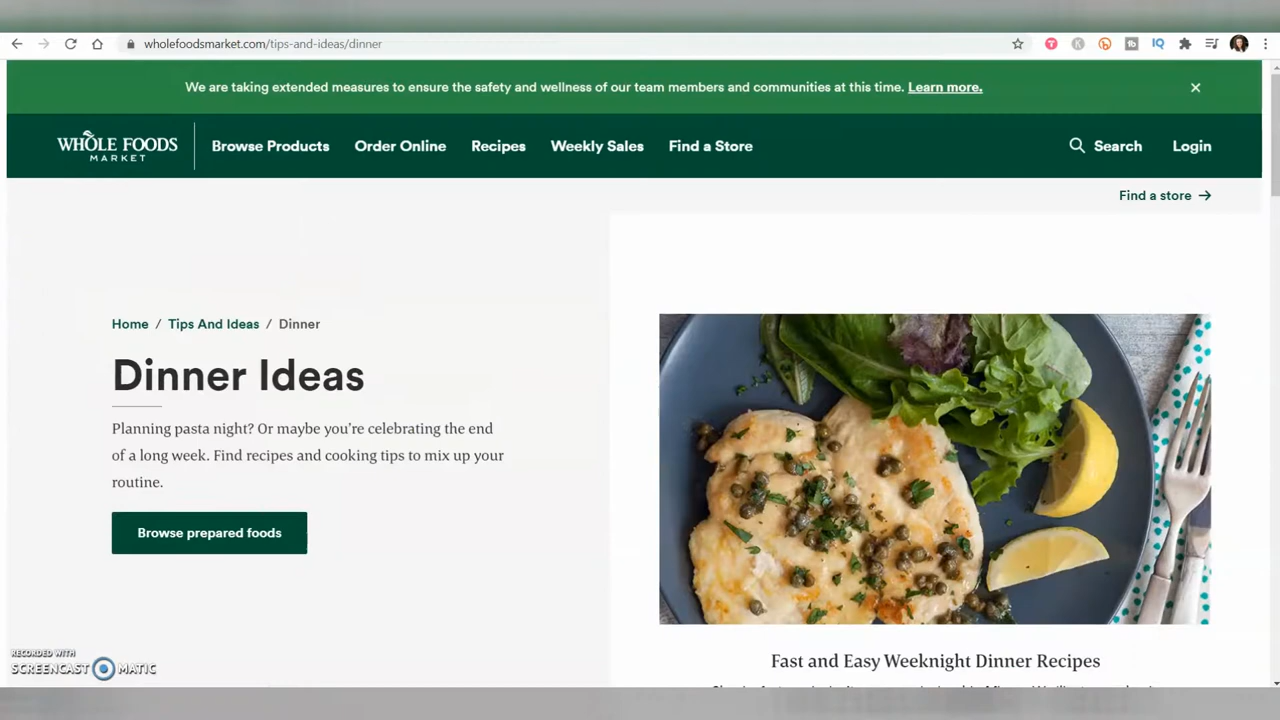 wholefoodsmarket.com/tips-and-ideas/dinner
We are taking extended measures to ensure the safety and wellness of our team members and communities at this time. Learn more.
WHOLE FOODS
MARKET
Browse Products
Order Online
Recipes
Weekly Sales
Find a Store
Search
Login
Find a store
Home / Tips And Ideas / Dinner
Dinner Ideas
Planning pasta night? Or maybe you're celebrating the end
of a long week. Find recipes and cooking tips to mix up your
routine.
Browse prepared foods
Fast and Easy Weeknight Dinner Recipes
RECORDED WITH
SCREENCAST MATIC